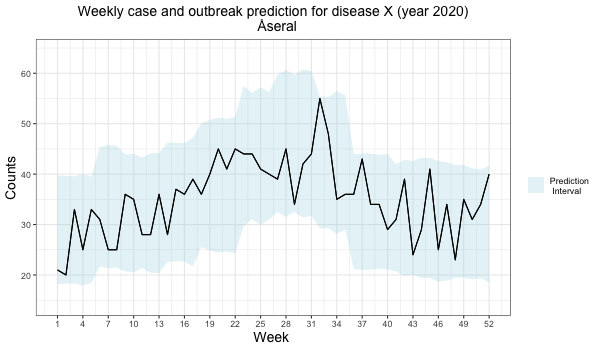 Weekly case and outbreak prediction for disease X (year 2020)
Åseral
Counts
60
50
40
30
20
1 4 7 10 13 16 19 22 25 28 31 34 37 40 43 46 49 52
Week
Prediction
Interval